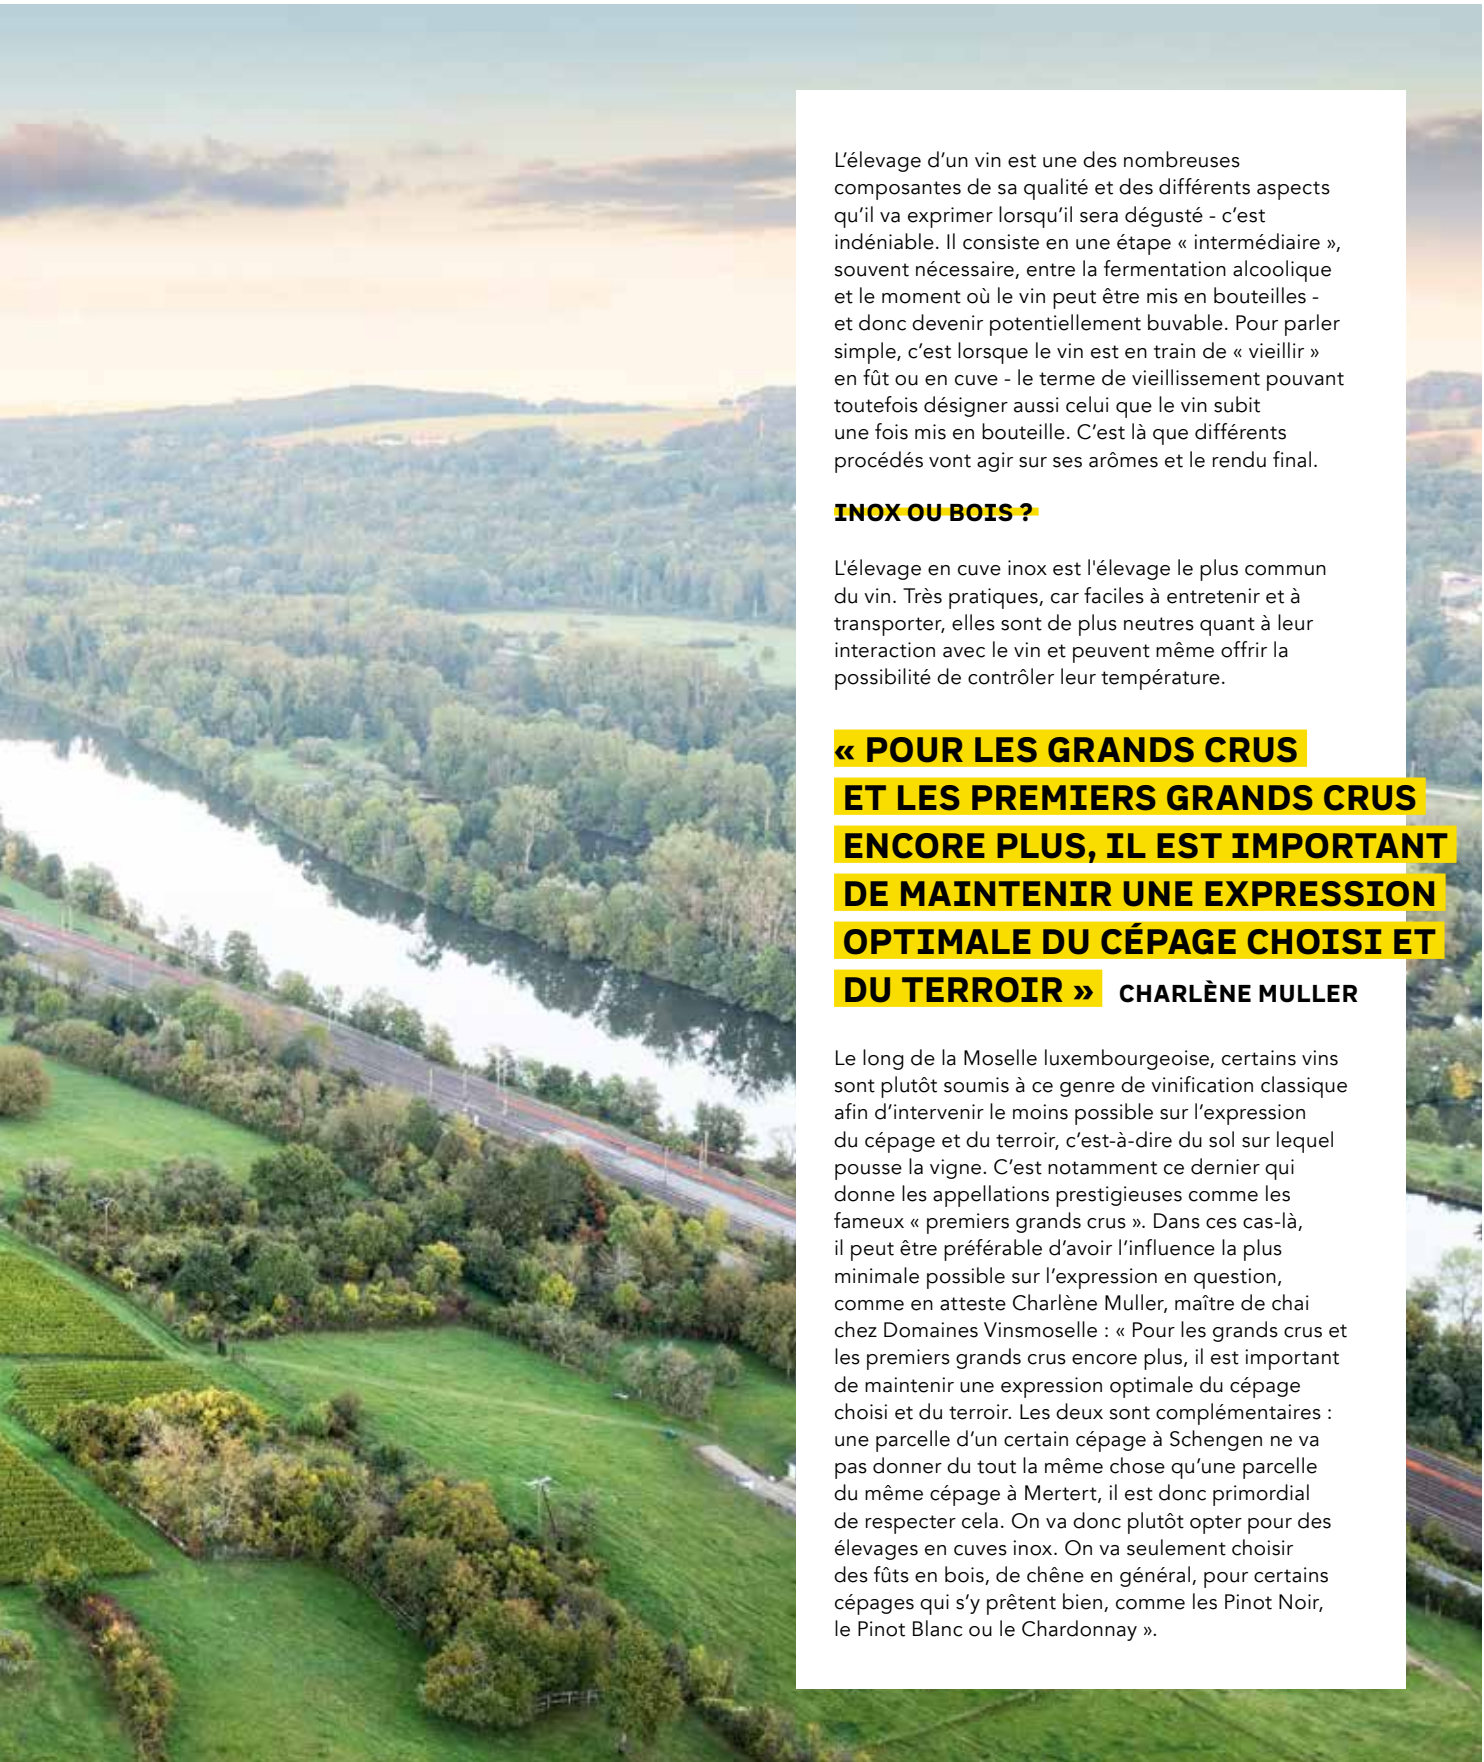 L’élevage d’un vin est une des nombreuses
composantes de sa qualité et des différents aspects
qu’il va exprimer lorsqu’il sera dégusté - c’est
indéniable. Il consiste en une étape « intermédiaire »,
souvent nécessaire, entre la fermentation alcoolique
et le moment où le vin peut être mis en bouteilles -
et donc devenir potentiellement buvable. Pour parler
simple, c’est lorsque le vin est en train de « vieillir »
en fût ou en cuve - le terme de vieillissement pouvant
toutefois désigner aussi celui que le vin subit
une fois mis en bouteille. C’est là que différents
procédés vont agir sur ses arômes et le rendu final.
INOX OU BOIS ?
L'élevage en cuve inox est l'élevage le plus commun
du vin. Très pratiques, car faciles à entretenir et à
transporter, elles sont de plus neutres quant à leur
interaction avec le vin et peuvent même offrir la
possibilité de contrôler leur température.
« POUR LES GRANDS CRUS
ET LES PREMIERS GRANDS CRUS
ENCORE PLUS, IL EST IMPORTANT
DE MAINTENIR UNE EXPRESSION
OPTIMALE DU CÉPAGE CHOISI ET
DU TERROIR » CHARLÈNE MULLER
Le long de la Moselle luxembourgeoise, certains vins
sont plutôt soumis à ce genre de vinification classique
afin d’intervenir le moins possible sur l’expression
du cépage et du terroir, c’est-à-dire du sol sur lequel
pousse la vigne. C’est notamment ce dernier qui
donne les appellations prestigieuses comme les
fameux « premiers grands crus ». Dans ces cas-là,
il peut être préférable d’avoir l’influence la plus
minimale possible sur l’expression en question,
comme en atteste Charlène Muller, maître de chai
chez Domaines Vinsmoselle : « Pour les grands crus et
les premiers grands crus encore plus, il est important
de maintenir une expression optimale du cépage
choisi et du terroir. Les deux sont complémentaires :
une parcelle d’un certain cépage à Schengen ne va
pas donner du tout la même chose qu’une parcelle
du même cépage à Mertert, il est donc primordial
de respecter cela. On va donc plutôt opter pour des
élevages en cuves inox. On va seulement choisir
des fûts en bois, de chêne en général, pour certains
cépages qui s’y prêtent bien, comme les Pinot Noir,
le Pinot Blanc ou le Chardonnay ».